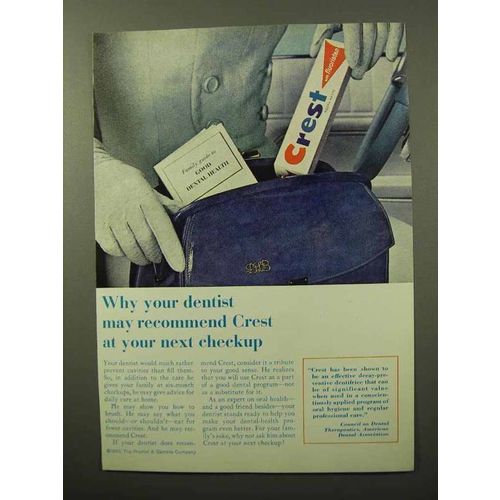 Crest
with fluoristan
Family guide to
GOOD
DENTAL HEALTH
Why your dentist
may recommend Crest
at your next checkup
Your dentist would much rather
prevent cavities than fill them.
So, in addition to the care he
gives your family at six-month
checkups, he may give advice for
daily care at home.
He may show you how to
brush. He may say what you
should—or shouldn't—eat for
fewer cavities. And he may rec-
ommend Crest.
If your dentist does recom-
mend Crest, consider it a tribute
to your good sense. He realizes
that you will use Crest as a part
of a good dental program—not
as a substitute for it.
As an expert on oral health—
and a good friend besides—your
dentist stands ready to help you
make your dental-health pro-
gram even better. For your fam-
ily's sake, why not ask him about
Crest at your next checkup?
"Crest has been shown to
be an effective decay-pre-
ventive dentifrice that can
be of significant value
when used in a conscien-
tiously applied program of
oral hygiene and regular
professional care."
Council on Dental
Therapeutics, American
Dental Association
The Procter & Gamble Company